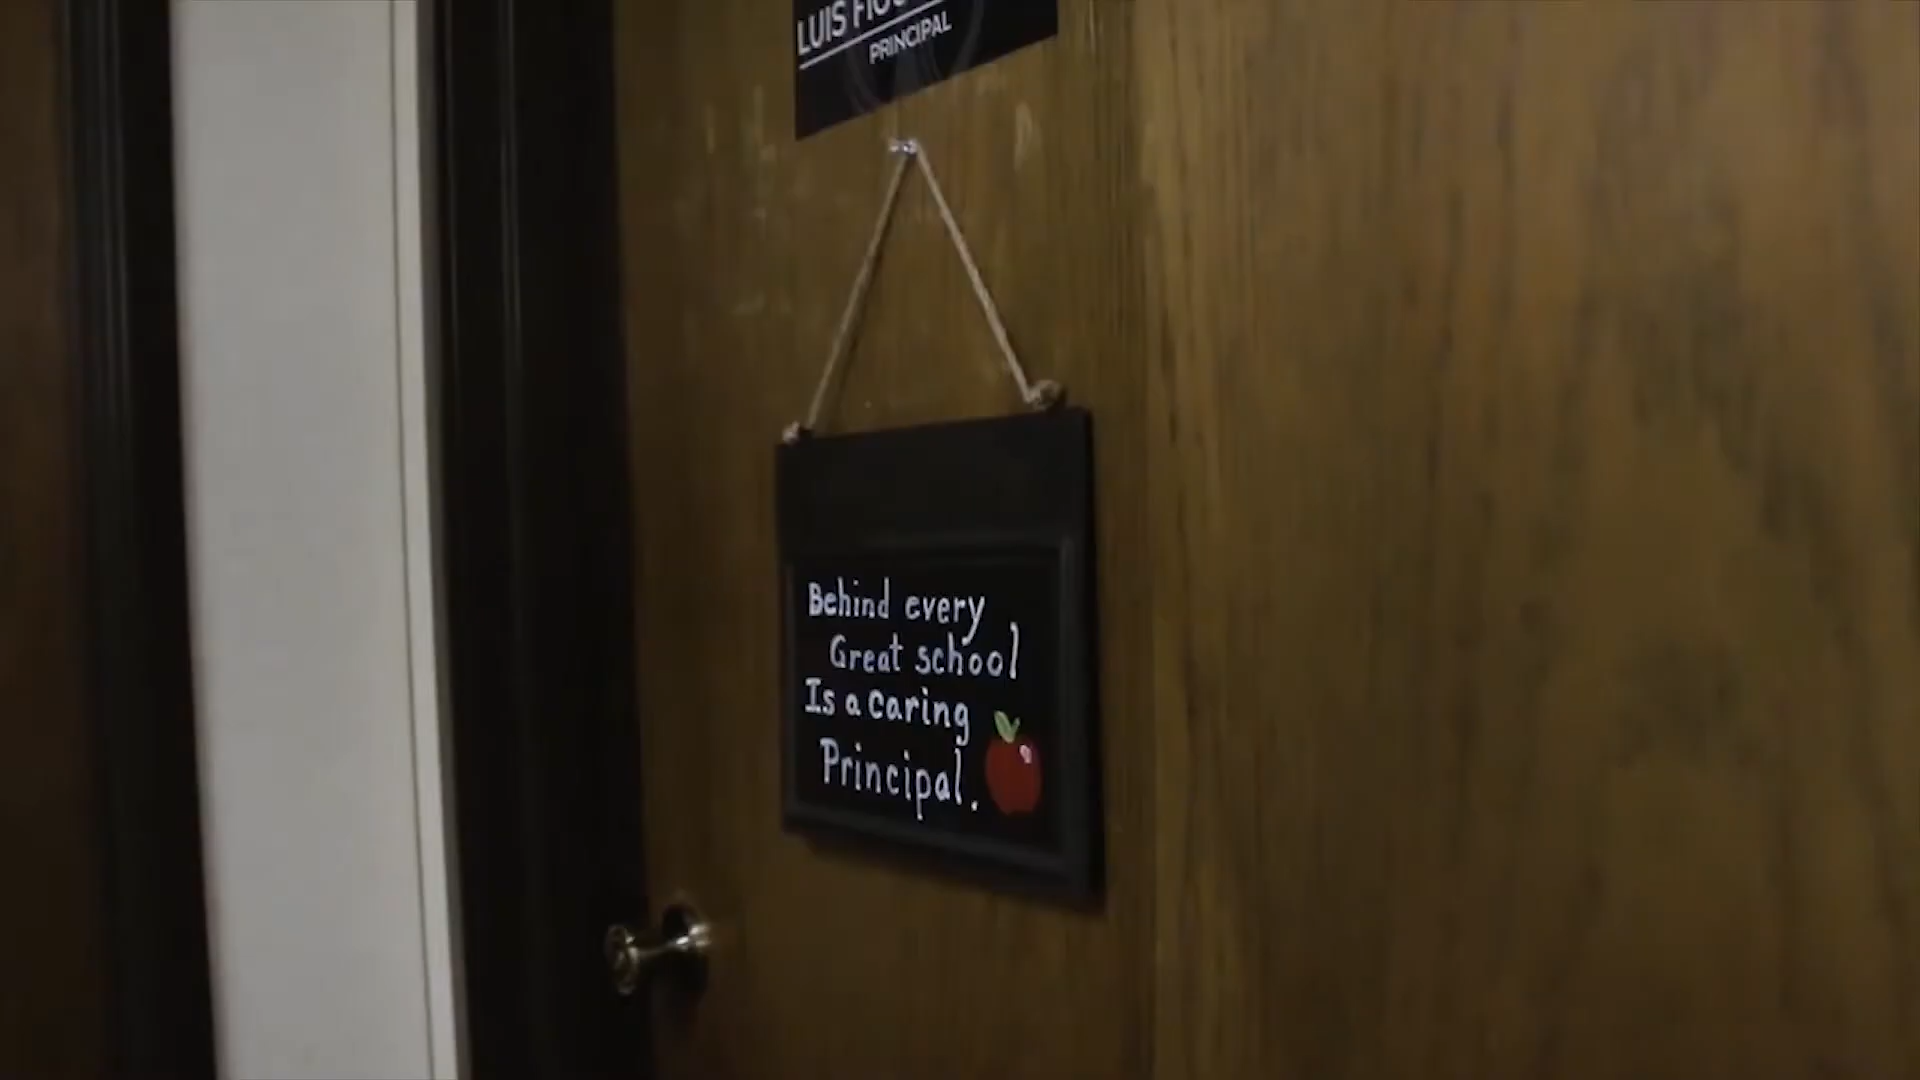 LUIS
PRINCIPAL
Behind every
Great school
Is a caring
Principal.